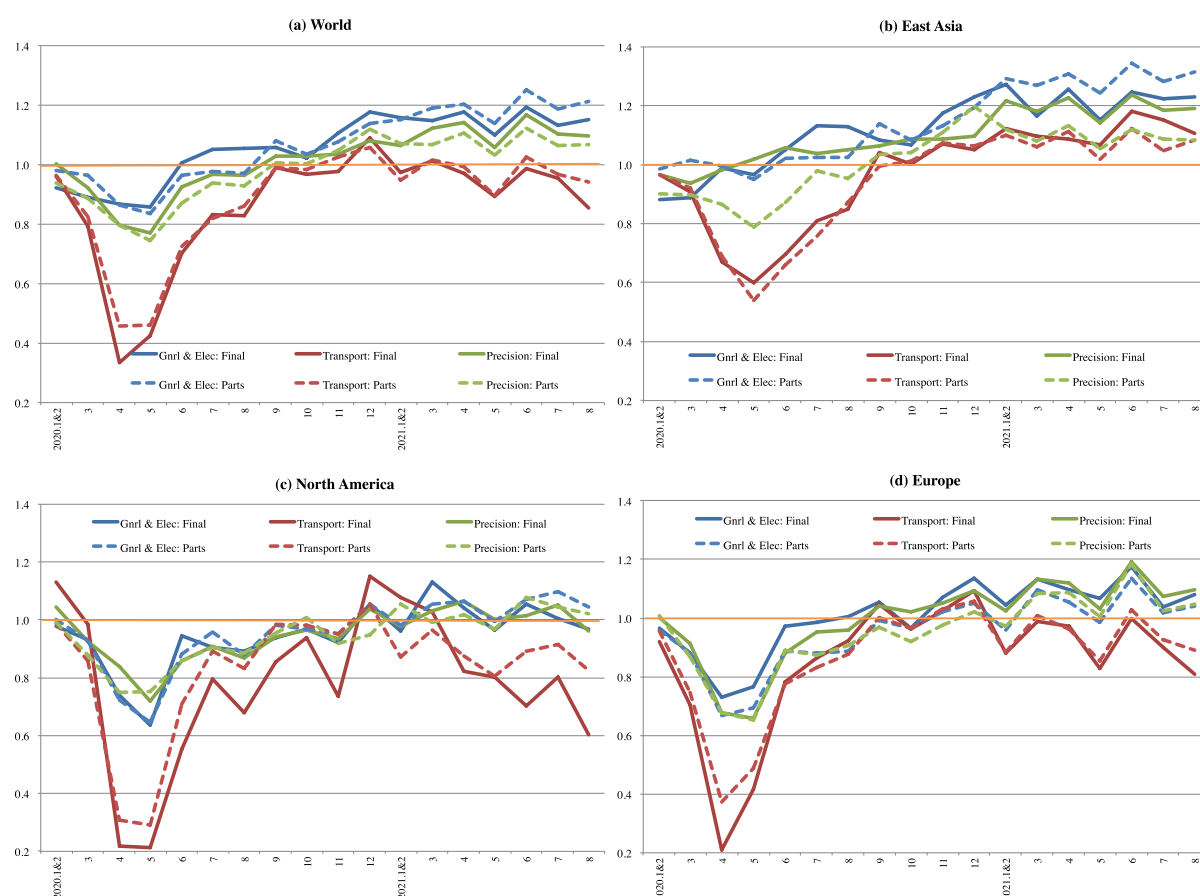 (a) World
1.4
1.2
1.0
0.8
0.6
0.4
0.2
Gnrl & Elec: Final Transport: Final Precision: Final
Gnrl & Elec: Parts Transport: Parts Precision: Parts
2020.1&2 3 4 5 6 7 8 9 10 11 12 2021.1&2 3 4 5 6 7 8
(b) East Asia
1.4
1.2
1.0
0.8
0.6
0.4
0.2
Gnrl & Elec: Final Transport: Final Precision: Final
Gnrl & Elec: Parts Transport: Parts Precision: Parts
2020.1&2 3 4 5 6 7 8 9 10 11 12 2021.1&2 3 4 5 6 7 8
(c) North America
1.4
Gnrl & Elec: Final Transport: Final Precision: Final
Gnrl & Elec: Parts Transport: Parts Precision: Parts
1.2
1.0
0.8
0.6
0.4
0.2
2020.1&2 3 4 5 6 7 8 9 10 11 12 2021.1&2 3 4 5 6 7 8
(d) Europe
1.4
Gnrl & Elec: Final Transport: Final Precision: Final
Gnrl & Elec: Parts Transport: Parts Precision: Parts
1.2
1.0
0.8
0.6
0.4
0.2
2020.1&2 3 4 5 6 7 8 9 10 11 12 2021.1&2 3 4 5 6 7 8